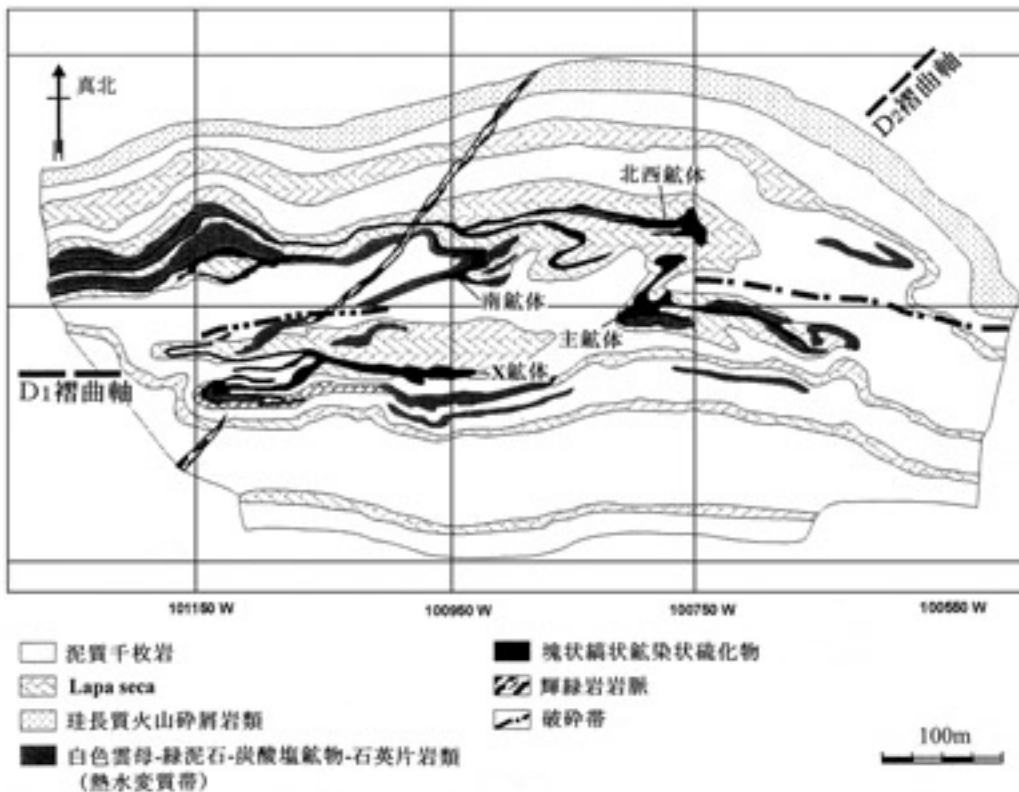 真北
D2褶曲軸
北西鉱体
南鉱体
主鉱体
X鉱体
D1褶曲軸
101150 W
100950 W
100750 W
100550 W
泥質千枚岩
Lapa seca
珪長質火山砕屑岩類
白色雲母-緑泥石-炭酸塩鉱物-石英片岩類
(熱水変質帯)
塊状縞状鉱染状硫化物
輝緑岩岩脈
破砕帯
100m